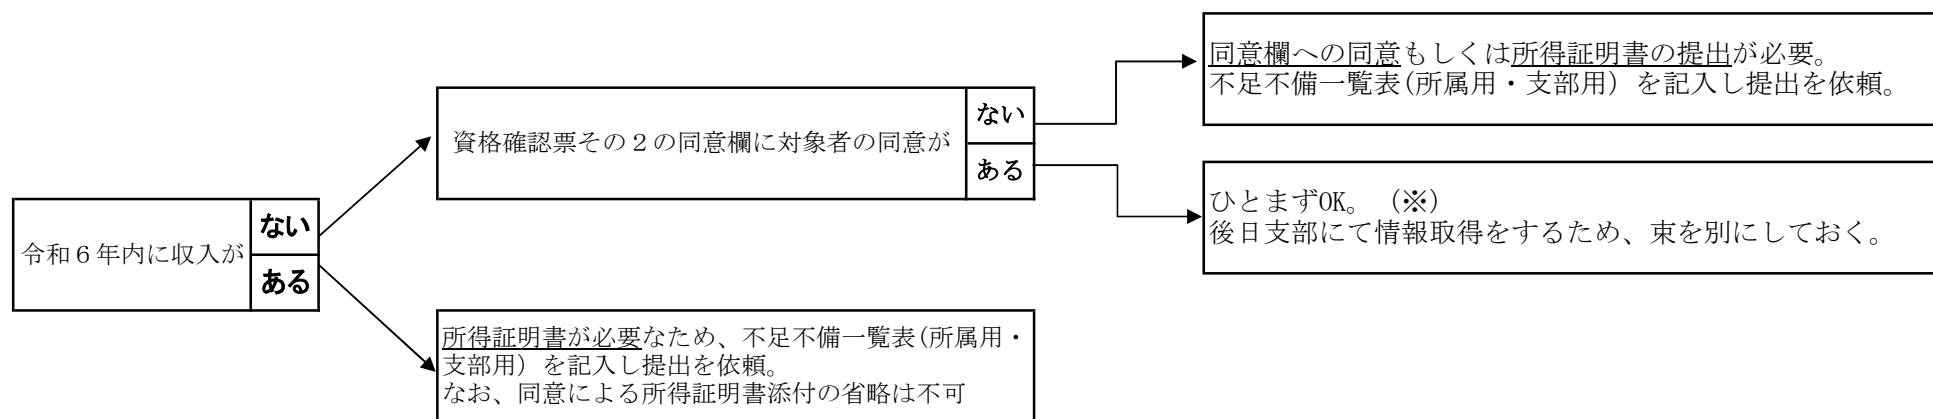 令和６年内に収入が
ない
ある
資格確認票その２の同意欄に対象者の同意が
ない
ある
同意欄への同意もしくは所得証明書の提出が必要。
不足不備一覧表(所属用・支部用）を記入し提出を依頼。
ひとまずOK。（※）
後日支部にて情報取得をするため、束を別にしておく。
所得証明書が必要なため、不足不備一覧表(所属用・
支部用）を記入し提出を依頼。
なお、同意による所得証明書添付の省略は不可